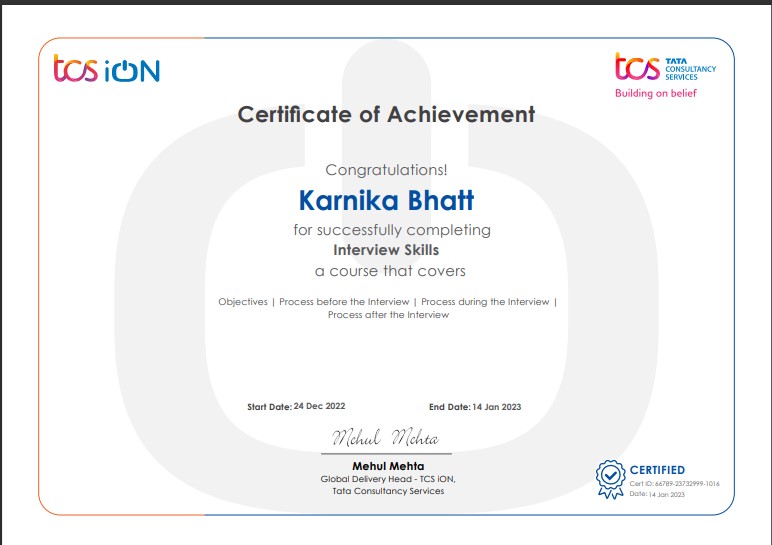 tcs iON
tcs TATA
CONSULTANCY
SERVICES
Building on belief
Certificate of Achievement
Congratulations!
Karnika Bhatt
for successfully completing
Interview Skills
a course that covers
Objectives | Process before the Interview | Process during the Interview |
Process after the Interview
Start Date: 24 Dec 2022
End Date: 14 Jan 2023
Mehul Mehta
Mehul Mehta
Global Delivery Head - TCS iON,
Tata Consultancy Services
CERTIFIED
Cert ID: 66789-23732999-1016
Date: 14 Jan 2023